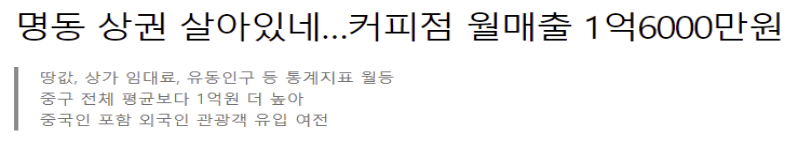 명동 상권 살아있네...커피점 월매출 1억6000만원
땅값, 상가 임대료, 유동인구 등 통계지표 월등
중구 전체 평균보다 1억원 더 높아
중국인 포함 외국인 관광객 유입 여전